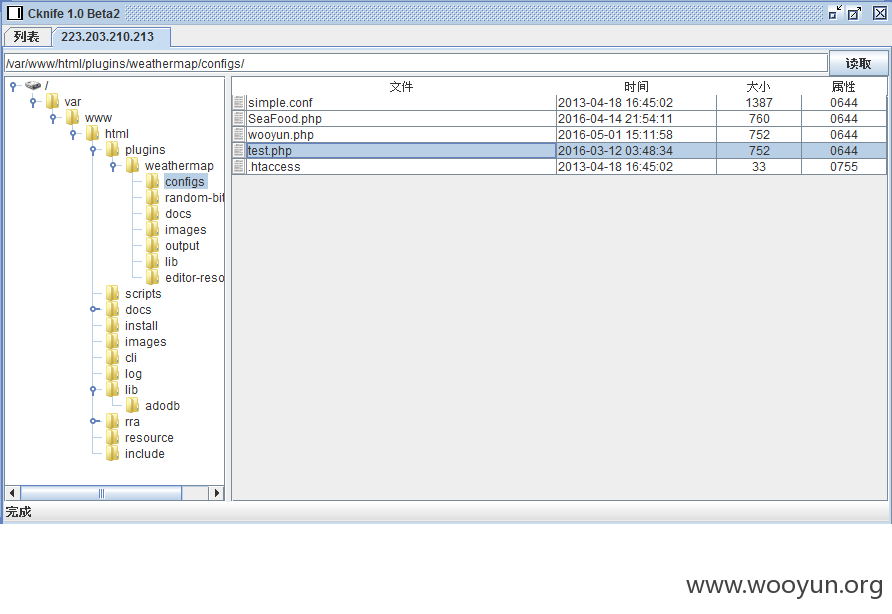 Cknife 1.0 Beta2
列表 223.203.210.213
/var/www/html/plugins/weathermap/configs/ 读取
/
var
www
html
plugins
weathermap
configs
random-bit
docs
images
output
lib
editor-reso
scripts
docs
install
images
cli
log
lib
adodb
rra
resource
include
文件 时间 大小 属性
simple.conf 2013-04-18 16:45:02 1387 0644
SeaFood.php 2016-04-14 21:54:11 760 0644
wooyun.php 2016-05-01 15:11:58 752 0644
test.php 2016-03-12 03:48:34 752 0644
.htaccess 2013-04-18 16:45:02 33 0755
完成
www.wooyun.org